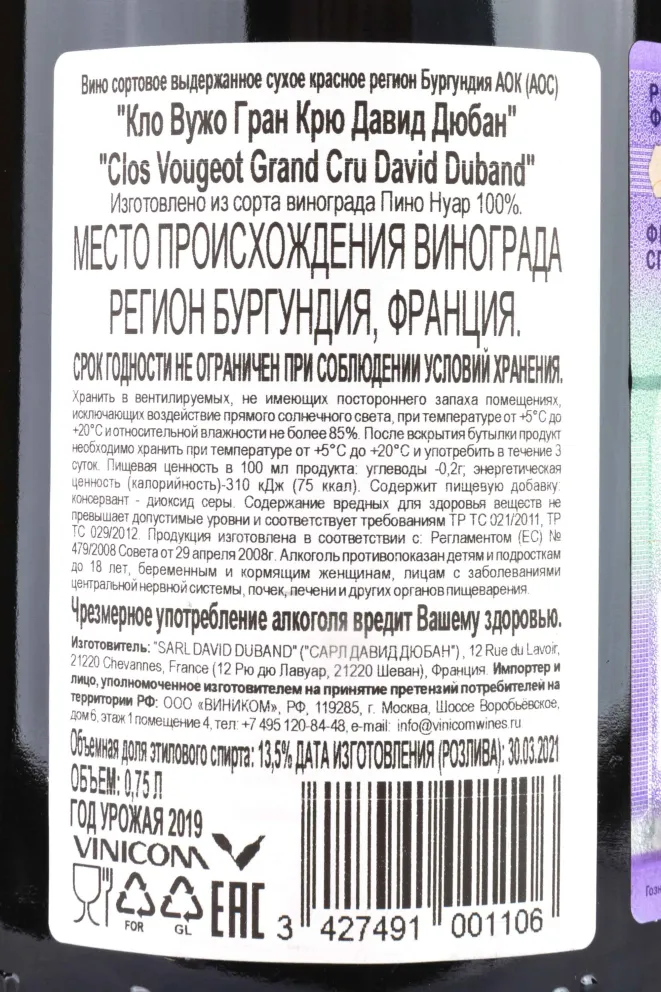 Вино сортовое выдержанное сухое красное регион Бургундия АОК (АОС)
"Кло Вужо Гран Крю Давид Дюбан"
"Clos Vougeot Grand Cru David Duband"
Изготовлено из сорта винограда Пино Нуар 100%.
МЕСТО ПРОИСХОЖДЕНИЯ ВИНОГРАДА
РЕГИОН БУРГУНДИЯ, ФРАНЦИЯ.
СРОК ГОДНОСТИ НЕ ОГРАНИЧЕН ПРИ СОБЛЮДЕНИИ УСЛОВИЙ ХРАНЕНИЯ.
Хранить в вентилируемых, не имеющих постороннего запаха помещениях,
исключающих воздействие прямого солнечного света, при температуре от +5°С до
+20°С и относительной влажности не более 85%. После вскрытия бутылки продукт
необходимо хранить при температуре от +5°С до +20°С и употребить в течение 3
суток. Пищевая ценность в 100 мл продукта: углеводы -0,2г; энергетическая
ценность (калорийность)-310 кДж (75 ккал). Содержит пищевую добавку:
консервант - диоксид серы. Содержание вредных для здоровья веществ не
превышает допустимые уровни и соответствует требованиям ТР ТС 021/2011, ТР
ТС 029/2012. Продукция изготовлена в соответствии с: Регламентом (ЕС) №
479/2008 Совета от 29 апреля 2008г. Алкоголь противопоказан детям и подросткам
до 18 лет, беременным и кормящим женщинам, лицам с заболеваниями
центральной нервной системы, почек, печени и других органов пищеварения.
Чрезмерное употребление алкоголя вредит Вашему здоровью.
Изготовитель: "SARL DAVID DUBAND" ("САРЛ ДАВИД ДЮБАН") , 12 Rue du Lavoir,
21220 Chevannes, France (12 Рю дю Лавуар, 21220 Шеван), Франция. Импортер и
лицо, уполномоченное изготовителем на принятие претензий потребителей на
территории РФ: ООО «ВИНИКОМ», РФ, 119285, г. Москва, Шоссе Воробьёвское,
дом 6, этаж 1 помещение 4, тел: +7 495 120-84-48, e-mail: info@vinicomwines.ru
Объемная доля этилового спирта: 13,5% ДАТА ИЗГОТОВЛЕНИЯ (РОЗЛИВА): 30.03.2021
ОБЪЕМ: 0,75 Л
ГОД УРОЖАЯ 2019
VINICOM
FOR GL EAC
3 427491 001106